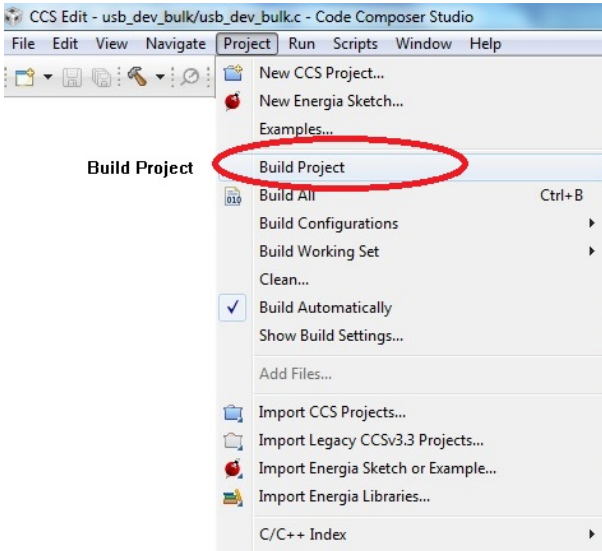 CCS Edit - usb_dev_bulk/usb_dev_bulk.c - Code Composer Studio
File Edit View Navigate Project Run Scripts Window Help
New CCS Project...
New Energia Sketch...
Examples...
Build Project
Build Project
010
Build All Ctrl+B
Build Configurations
Build Working Set
Clean...
Build Automatically
Show Build Settings...
Add Files...
Import CCS Projects...
Import Legacy CCSv3.3 Projects...
Import Energia Sketch or Example...
Import Energia Libraries...
C/C++ Index